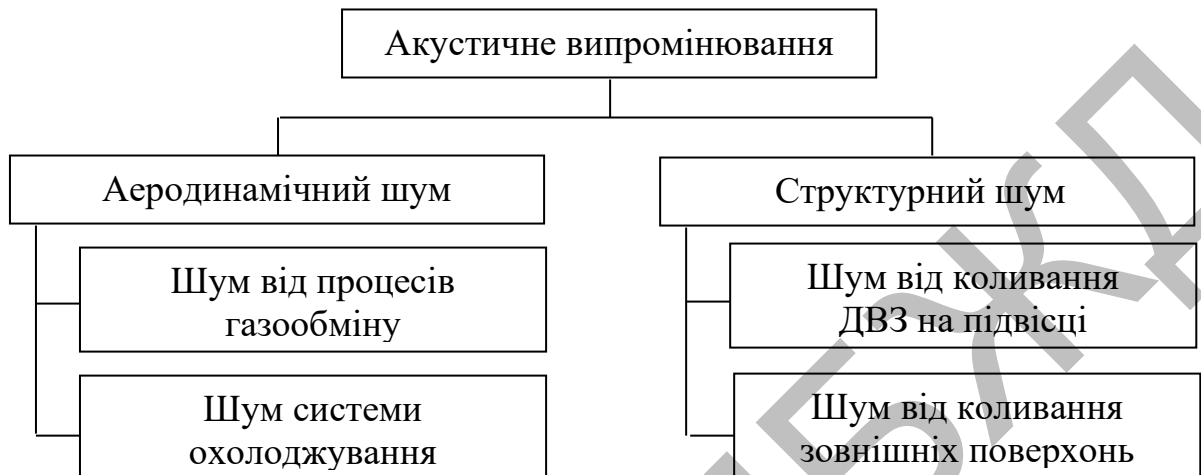 Акустичне випромінювання
Аеродинамічний шум
Структурний шум
Шум від процесів
газообміну
Шум від коливання
ДВЗ на підвісці
Шум системи
охолоджування
Шум від коливання
зовнішніх поверхонь
БЖД